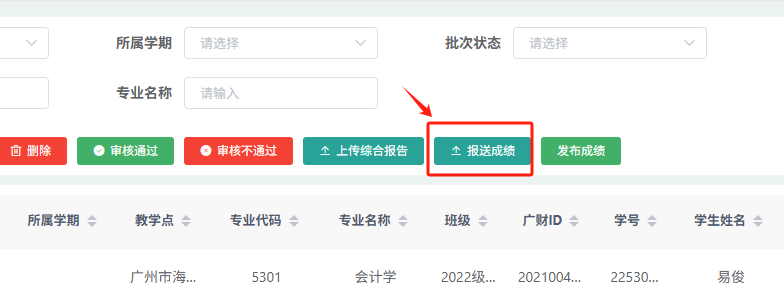 所属学期 请选择 批次状态 请选择
专业名称 请输入
删除 审核通过 审核不通过 上传综合报告 报送成绩 发布成绩
所属学期 教学点 专业代码 专业名称 班级 广财ID 学号 学生姓名
广州市海... 5301 会计学 2022级... 2021004... 22530... 易俊